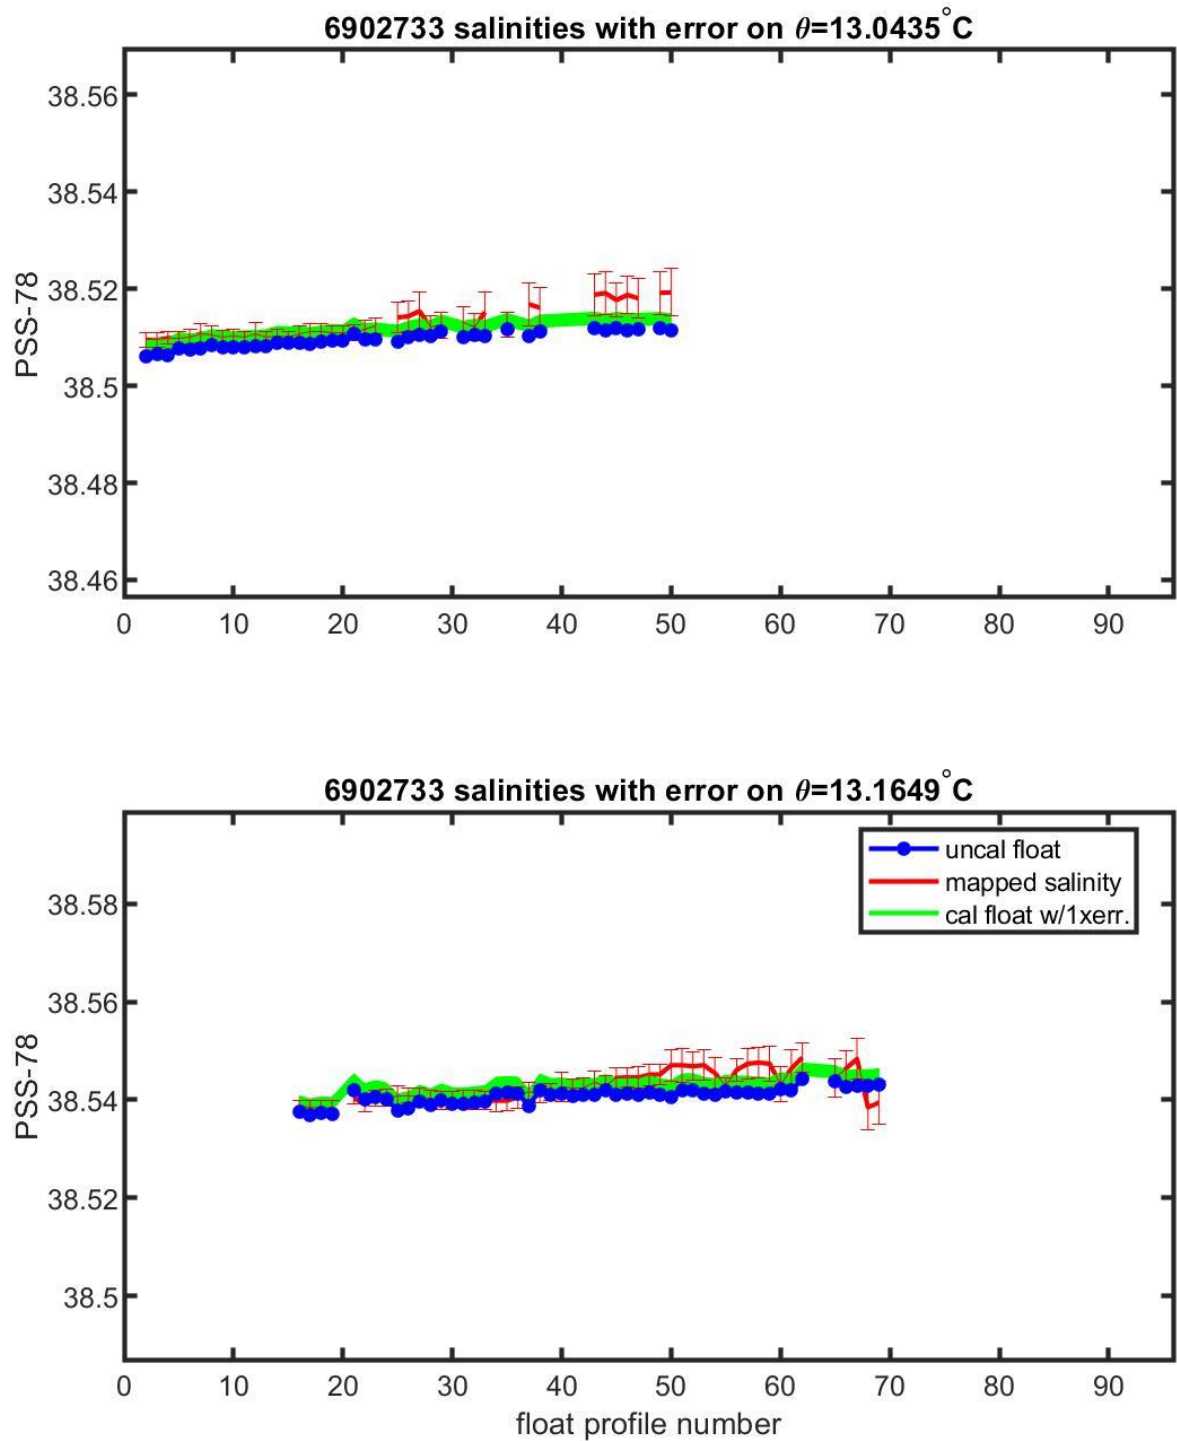 6902733 salinities with error on θ=13.0435°C
PSS-78
38.56
38.54
38.52
38.5
38.48
38.46
0 10 20 30 40 50 60 70 80 90
6902733 salinities with error on θ=13.1649°C
uncal float
mapped salinity
cal float w/1xerr.
PSS-78
38.58
38.56
38.54
38.52
38.5
0 10 20 30 40 50 60 70 80 90
float profile number